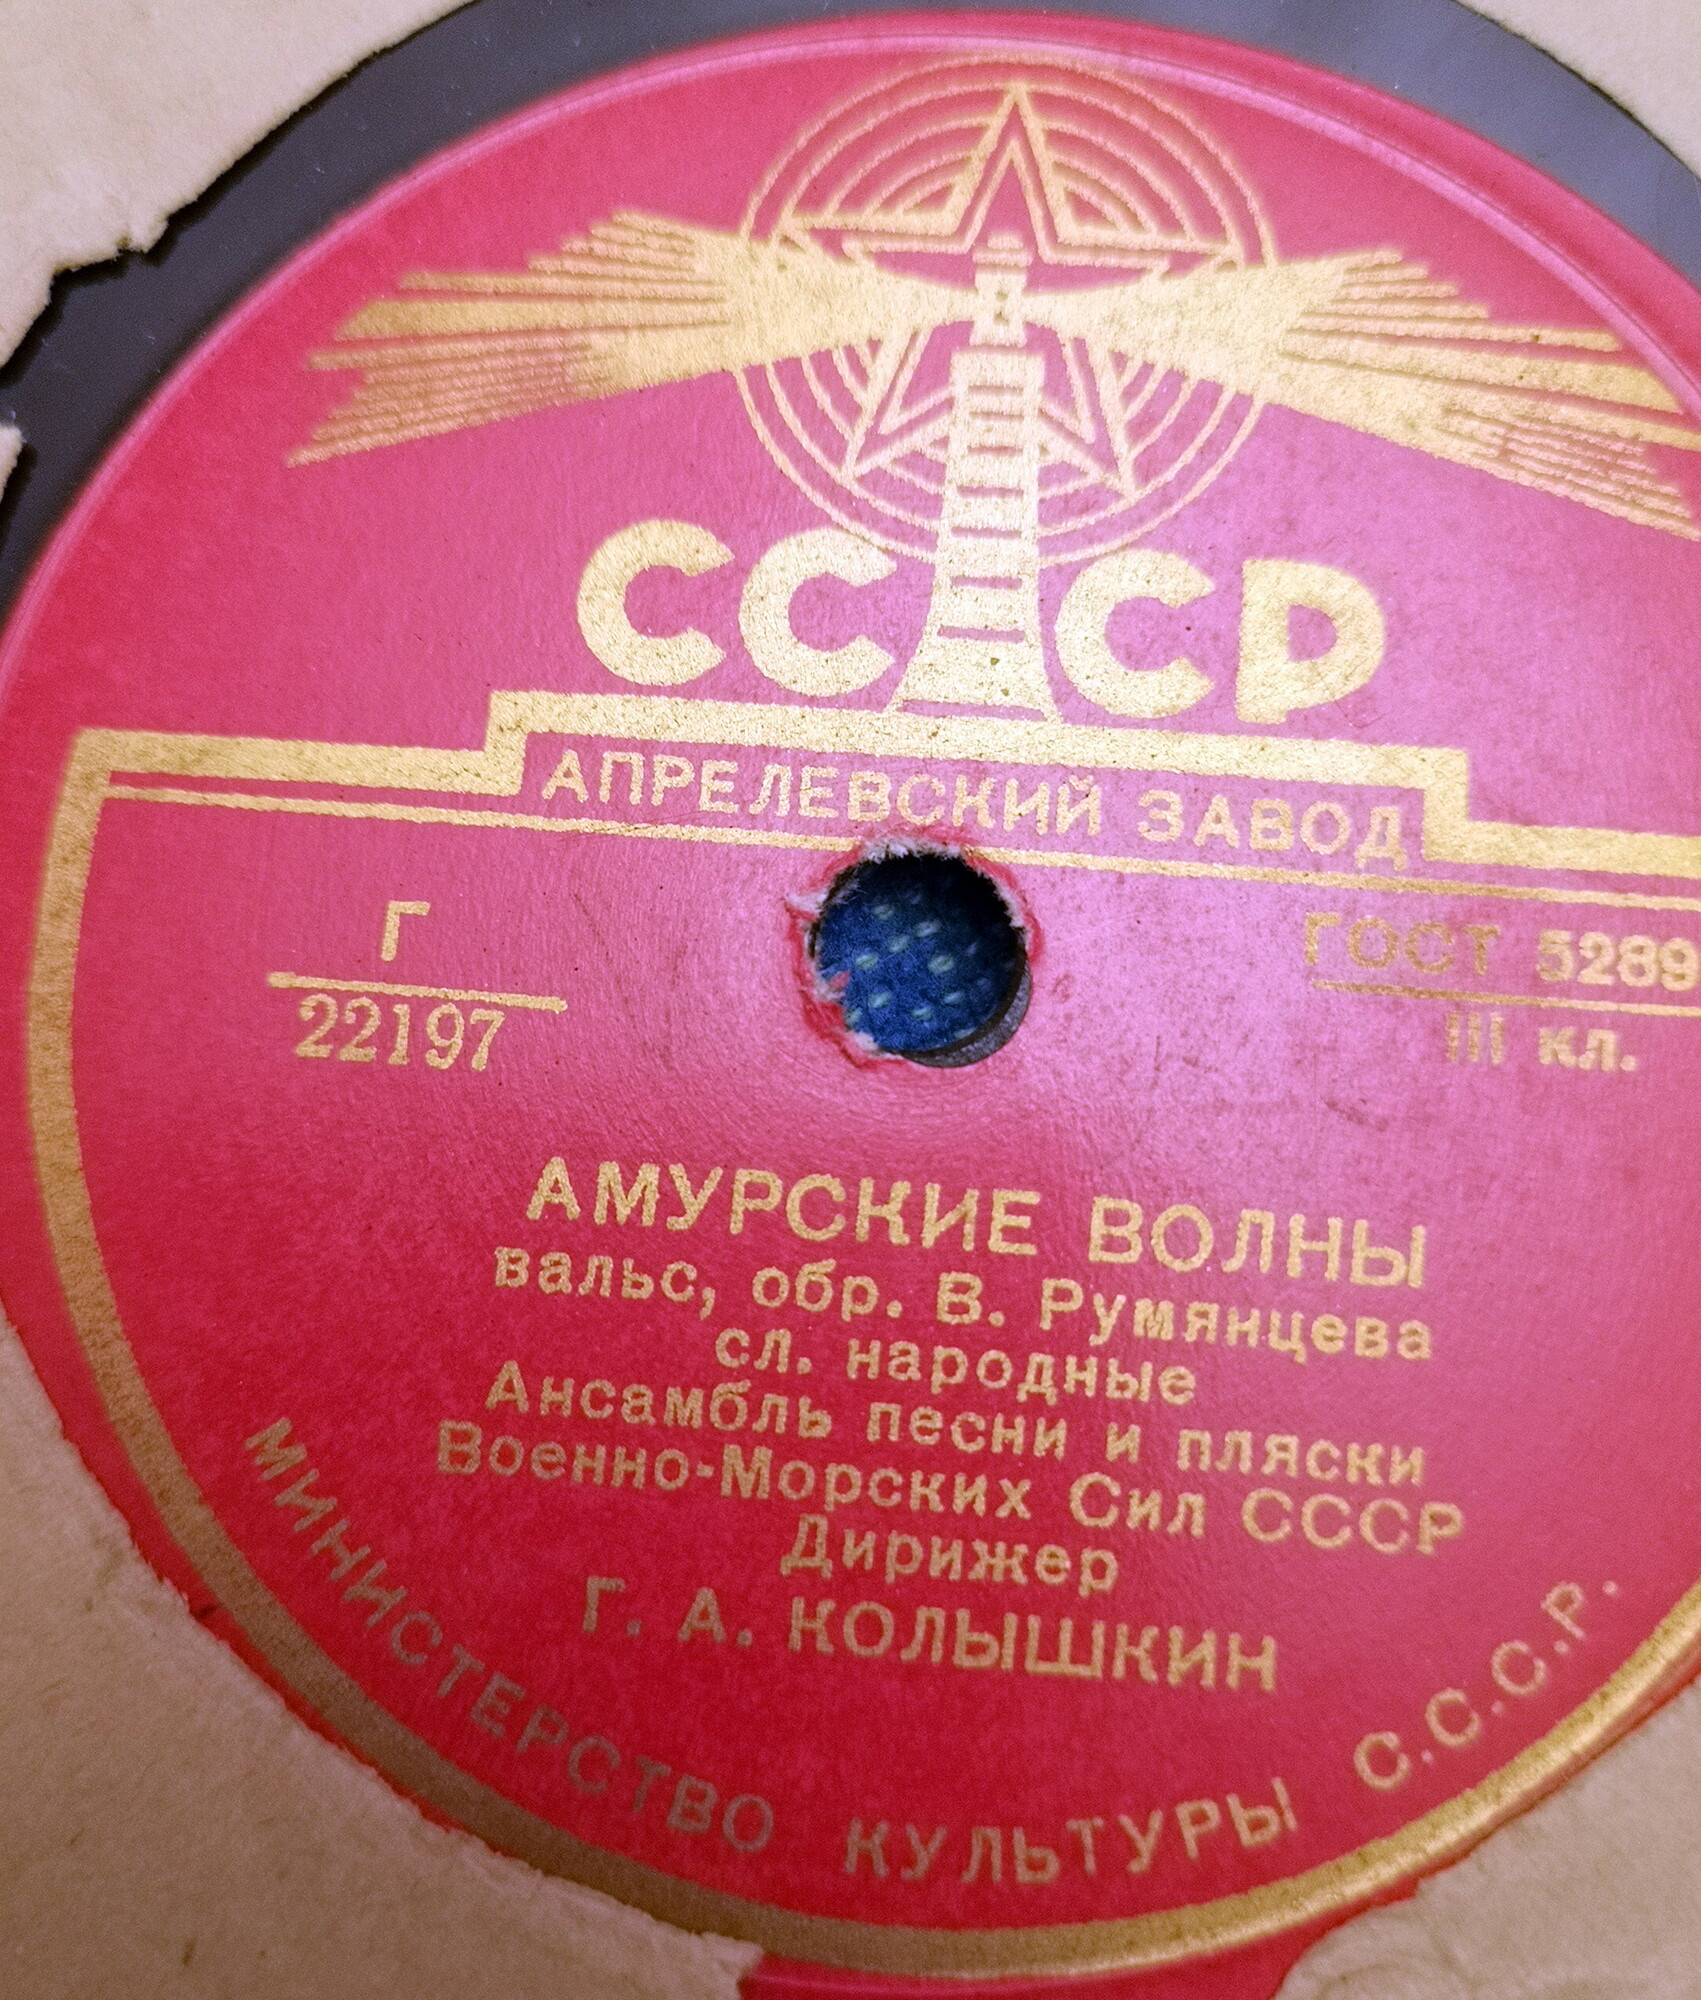 СССР
АПРЕЛЕВСКИЙ ЗАВОД
Г
22197
ГОСТ 5289
III кл.
АМУРСКИЕ ВОЛНЫ
вальс, обр. В. Румянцева
сл. народные
Ансамбль песни и пляски
Военно-Морских Сил СССР
Дирижер
Г. А. КОЛЫШКИН
МИНИСТЕРСТВО КУЛЬТУРЫ С.С.С.Р.